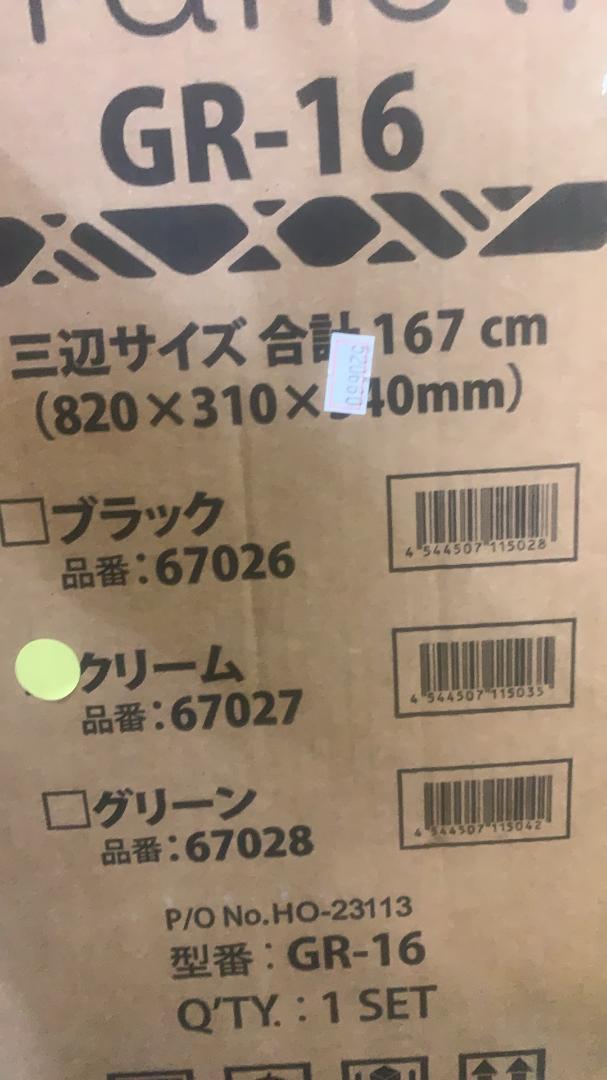 GR-16
三辺サイズ 合計 167 cm
(820×310×540mm)
520660
ブラック
品番:67026
4 544507 115028
クリーム
品番:67027
4 544507 115035
グリーン
品番:67028
4 544507 115042
P/O No.HO-23113
型番:GR-16
Q'TY. : 1 SET